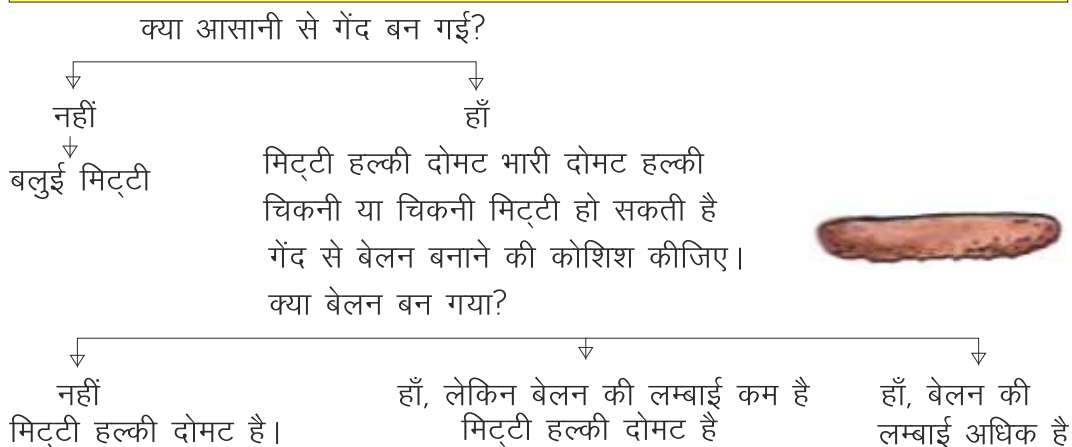 क्या आसानी से गेंद बन गई?
नहीं
हाँ
बलुई मिट्टी
मिट्टी हल्की दोमट भारी दोमट हल्की
चिकनी या चिकनी मिट्टी हो सकती है
गेंद से बेलन बनाने की कोशिश कीजिए।
क्या बेलन बन गया?
नहीं
मिट्टी हल्की दोमट है।
हाँ, लेकिन बेलन की लम्बाई कम है
मिट्टी हल्की दोमट है
हाँ, बेलन की
लम्बाई अधिक है